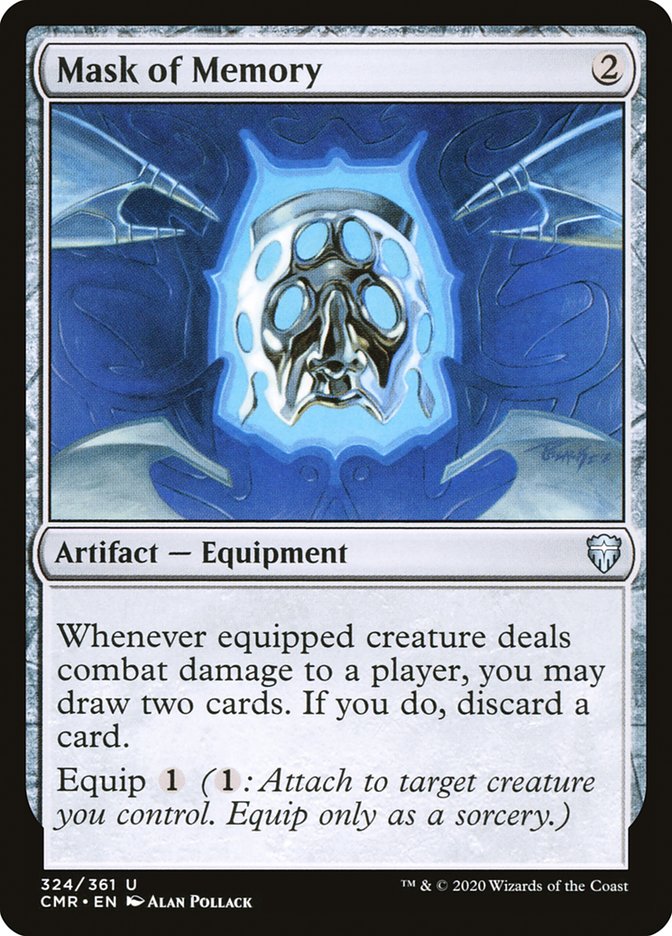 Mask of Memory 2
Artifact — Equipment
Whenever equipped creature deals
combat damage to a player, you may
draw two cards. If you do, discard a
card.
Equip 1 (1: Attach to target creature
you control. Equip only as a sorcery.)
324/361 U
™ & © 2020 Wizards of the Coast
CMR • EN Alan Pollack